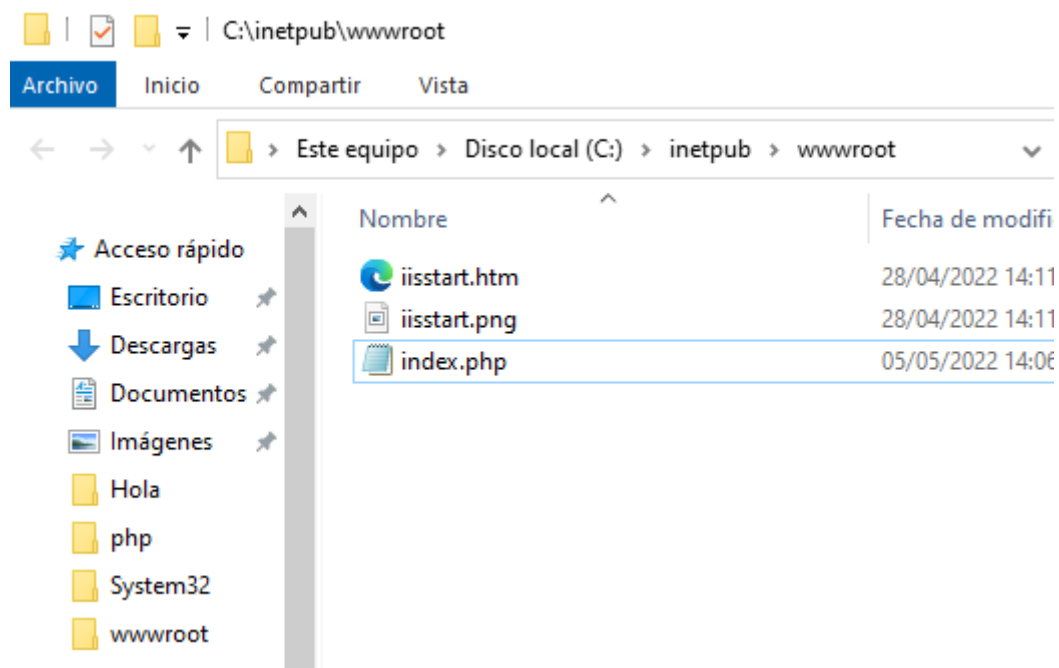 C:\inetpub\wwwroot
Archivo Inicio Compartir Vista
Este equipo > Disco local (C:) > inetpub > wwwroot
Nombre Fecha de modifi
Acceso rápido
Escritorio
Descargas
Documentos
Imágenes
Hola
php
System32
wwwroot
iisstart.htm 28/04/2022 14:11
iisstart.png 28/04/2022 14:11
index.php 05/05/2022 14:06